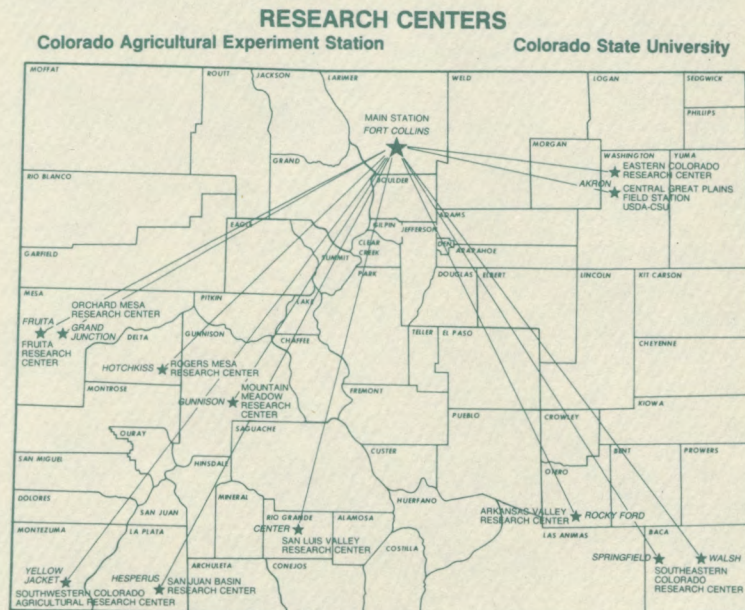 RESEARCH CENTERS
Colorado Agricultural Experiment Station
Colorado State University
MOFFAT
ROUTT
JACKSON
LARIMER
WELD
LOGAN
SEDGWICK
PHILLIPS
MAIN STATION
FORT COLLINS
MORGAN
WASHINGTON
YUMA
EASTERN COLORADO
RESEARCH CENTER
AKRON
CENTRAL GREAT PLAINS
FIELD STATION
USDA-CSU
GRAND
BOULDER
RIO BLANCO
ADAMS
EAGLE
GILPIN
JEFFERSON
CLEAR
CREEK
DEN
ARAPAHOE
GARFIELD
SUMMIT
PARK
DOUGLAS
ELBERT
LINCOLN
KIT CARSON
MESA
ORCHARD MESA
RESEARCH CENTER
PITKIN
LAKE
FRUITA
GRAND
JUNCTION
FRUITA
RESEARCH
CENTER
DELTA
GUNNISON
CHAFFEE
TELLER
EL PASO
CHEYENNE
HOTCHKISS
ROGERS MESA
RESEARCH CENTER
MONTROSE
GUNNISON
MOUNTAIN
MEADOW
RESEARCH
CENTER
FREMONT
KIOWA
PUEBLO
CROWLEY
SAGUACHE
OURAY
SAN MIGUEL
HINSDALE
CUSTER
OTERO
BENT
PROWERS
DOLORES
SAN JUAN
MINERAL
HUERFANO
RIO GRANDE
ALAMOSA
ARKANSAS VALLEY
RESEARCH CENTER
ROCKY FORD
MONTEZUMA
LA PLATA
CENTER
SAN LUIS VALLEY
RESEARCH CENTER
LAS ANIMAS
BACA
COSTILLA
ARCHULETA
CONEJOS
YELLOW
JACKET
SOUTHWESTERN COLORADO
AGRICULTURAL RESEARCH CENTER
HESPERUS
SAN JUAN BASIN
RESEARCH CENTER
SPRINGFIELD
WALSH
SOUTHEASTERN
COLORADO
RESEARCH CENTER